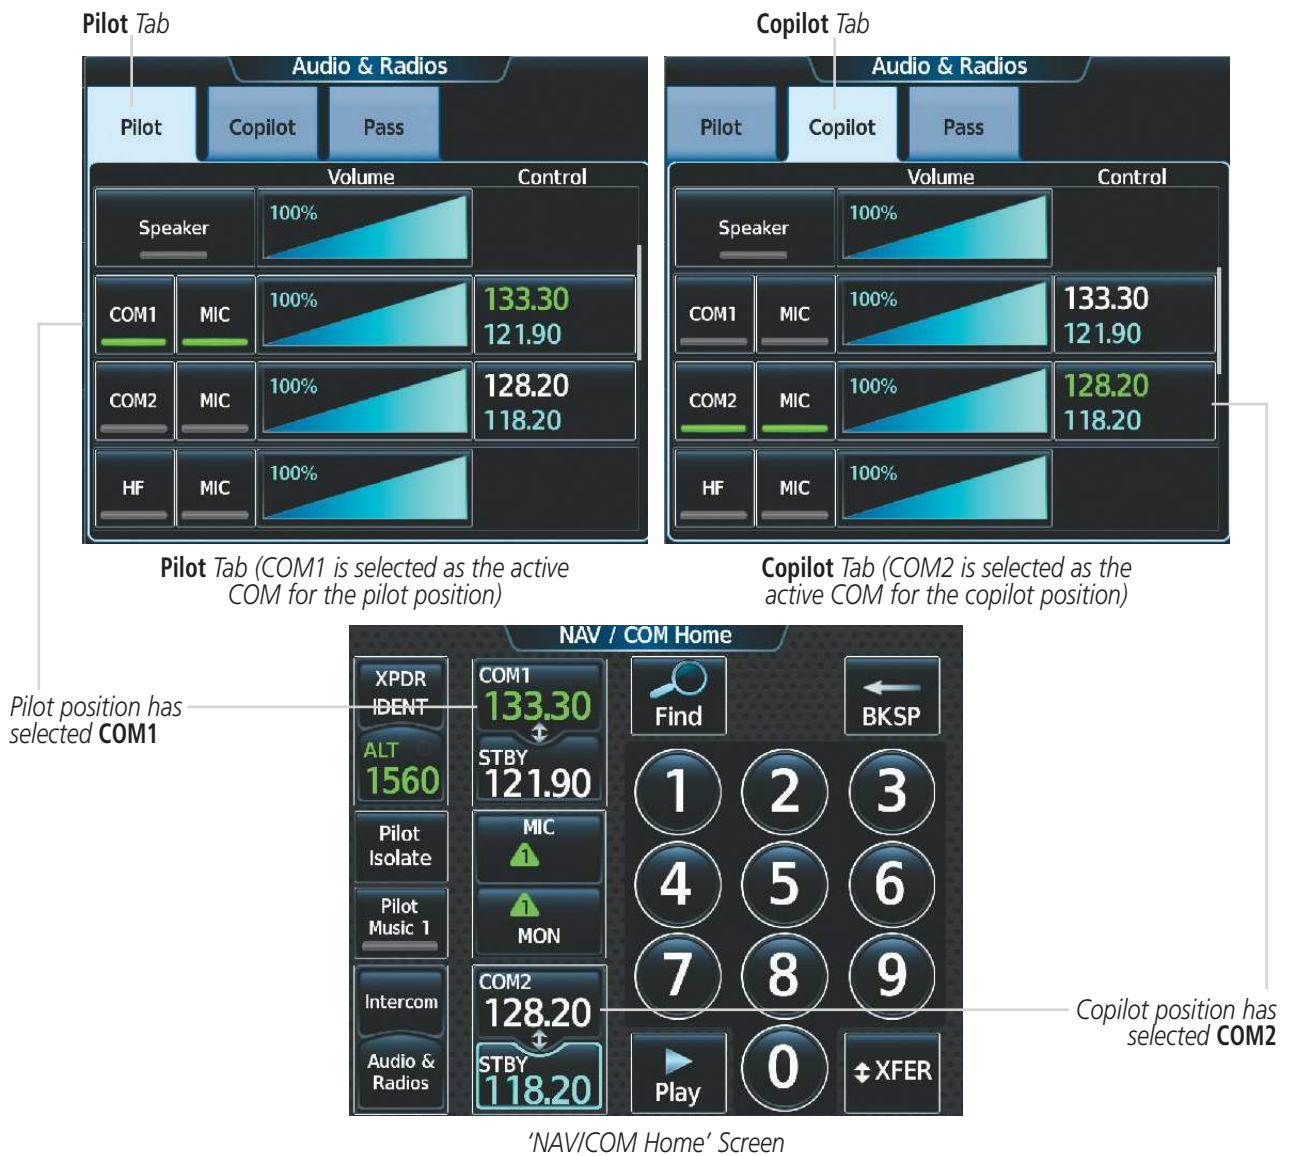 Pilot Tab
Copilot Tab
Audio & Radios
Pilot
Copilot
Pass
Volume
Control
Speaker
100%
COM1
MIC
100%
133.30
121.90
COM2
MIC
100%
128.20
118.20
HF
MIC
100%
Audio & Radios
Pilot
Copilot
Pass
Volume
Control
Speaker
100%
COM1
MIC
100%
133.30
121.90
COM2
MIC
100%
128.20
118.20
HF
MIC
100%
Pilot Tab (COM1 is selected as the active
COM for the pilot position)
Copilot Tab (COM2 is selected as the
active COM for the copilot position)
Pilot position has
selected COM1
NAV / COM Home
XPDR
IDENT
ALT
1560
Pilot
Isolate
Pilot
Music 1
Intercom
Audio &
Radios
COM1
133.30
STBY
121.90
MIC
1
1
MON
COM2
128.20
STBY
118.20
Find
BKSP
1
2
3
4
5
6
7
8
9
Play
0
XFER
Copilot position has
selected COM2
'NAV/COM Home' Screen